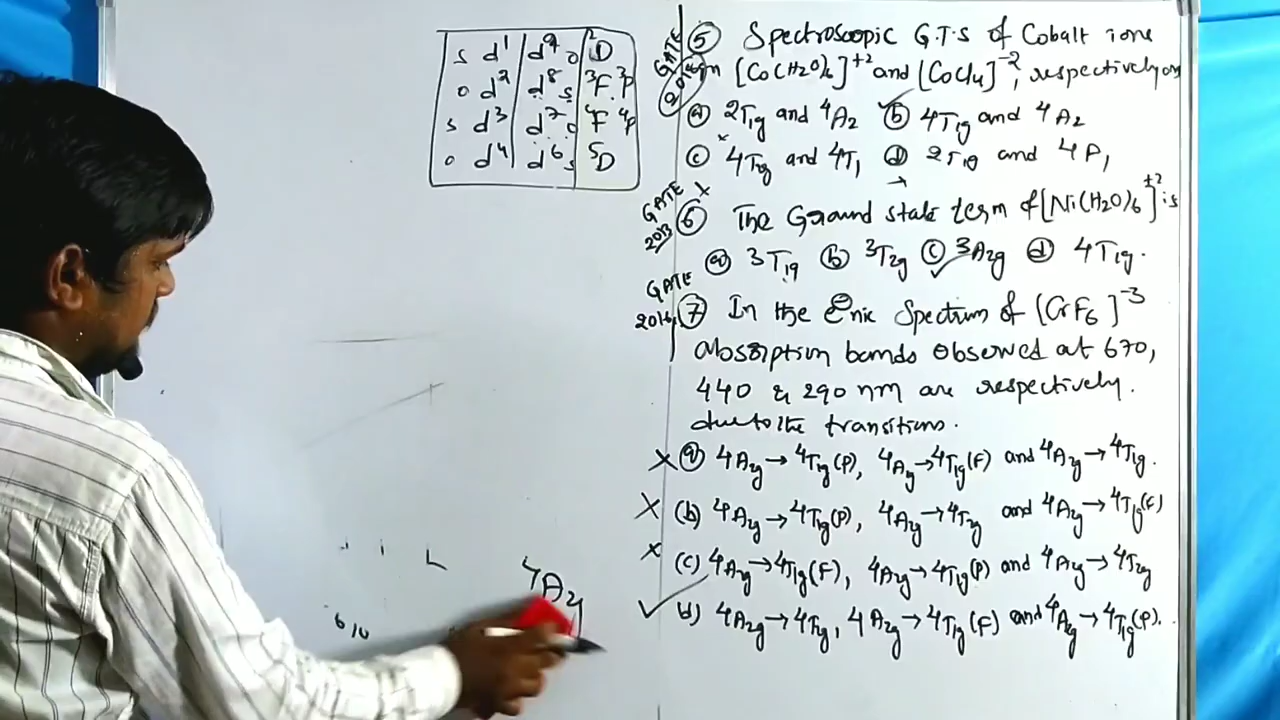 s d¹ d⁹ o ²D
o d² d⁸ s ³F ³P
s d³ d⁷ o ⁴F ⁴P
o d⁴ d⁶ s ⁵D
GATE
⑤ Spectroscopic G.T.S of Cobalt ions
in [Co(H2O)6]⁺² and [CoCl4]⁻², respectively
ⓐ 2T1g and ⁴A2 ⓑ 4T1g and 4A2
ⓒ 4T2g and 4T1 ⓓ 2T1g and 4P1
GATE
2013
⑥ The Ground state term of [Ni(H2O)6]⁺² is
ⓐ 3T1g ⓑ 3T2g ⓒ 3A2g ⓓ 4T1g.
GATE
2016
⑦ In the Enic Spectrum of [CrF6]⁻³
absorption bands observed at 670,
440 & 290 nm are respectively.
due to the transitions.
ⓐ 4A2g → 4T1g(P), 4A2g → 4T1g(F) and 4A2g → 4T1g.
(b) 4A2g → 4T1g(P), 4A2g → 4T2g and 4A2g → 4T1g(F)
(c) 4A2g → 4T1g(F), 4A2g → 4T1g(P) and 4A2g → 4T2g
d) 4A2g → 4T2g, 4A2g → 4T1g(F) and 4A2g → 4T1g(P).
4A2g